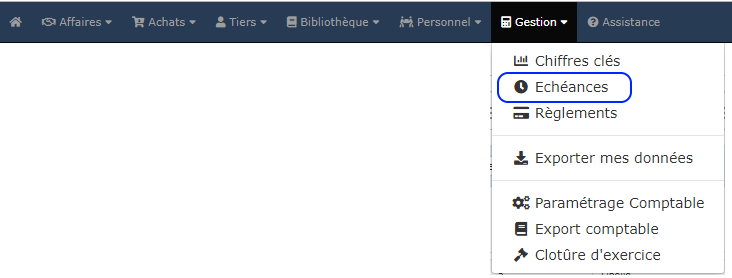 Affaires Achats Tiers Bibliothèque Personnel Gestion Assistance
Chiffres clés
Echéances
Règlements
Exporter mes données
Paramétrage Comptable
Export comptable
Clotûre d'exercice